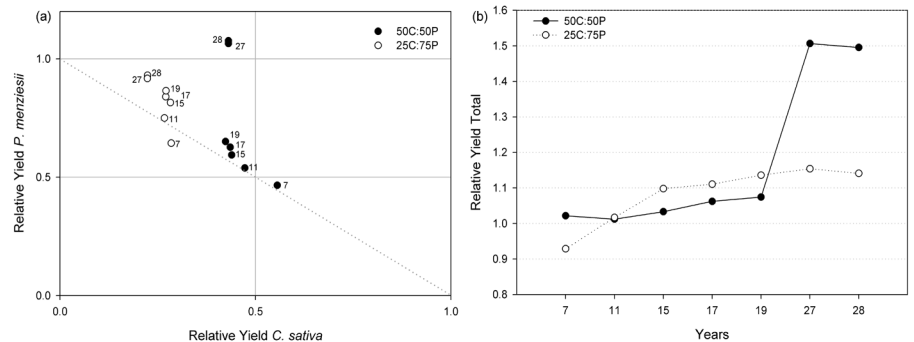 (a)
50C:50P
25C:75P
28
27
28
27
19
17
15
11
7
19
17
15
11
7
1.0
0.5
0.0
0.0
0.5
1.0
Relative Yield P. menziesii
Relative Yield C. sativa
(b)
50C:50P
25C:75P
1.6
1.5
1.4
1.3
1.2
1.1
1.0
0.9
0.8
7 11 15 17 19 27 28
Relative Yield Total
Years